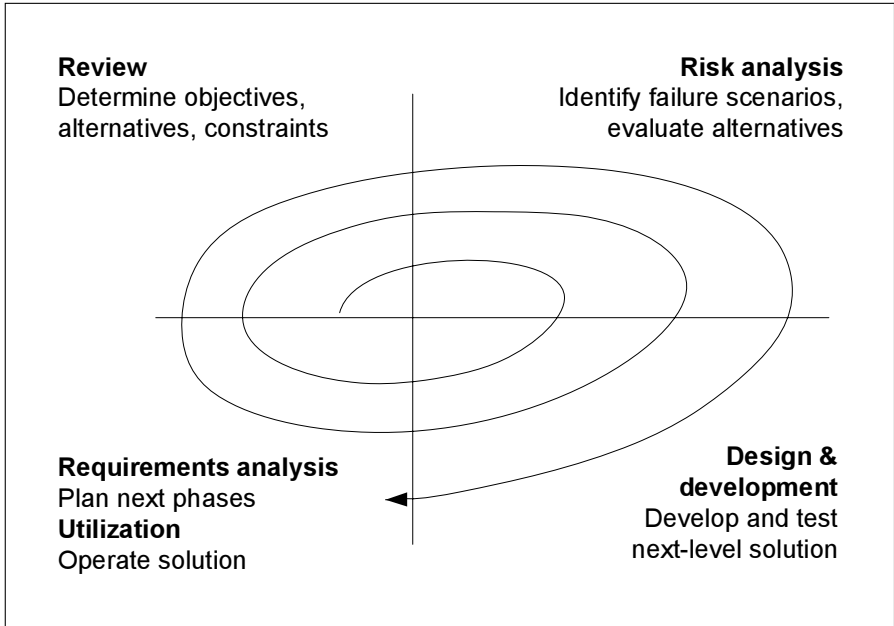 Review
Determine objectives,
alternatives, constraints
Risk analysis
Identify failure scenarios,
evaluate alternatives
Requirements analysis
Plan next phases
Utilization
Operate solution
Design &
development
Develop and test
next-level solution